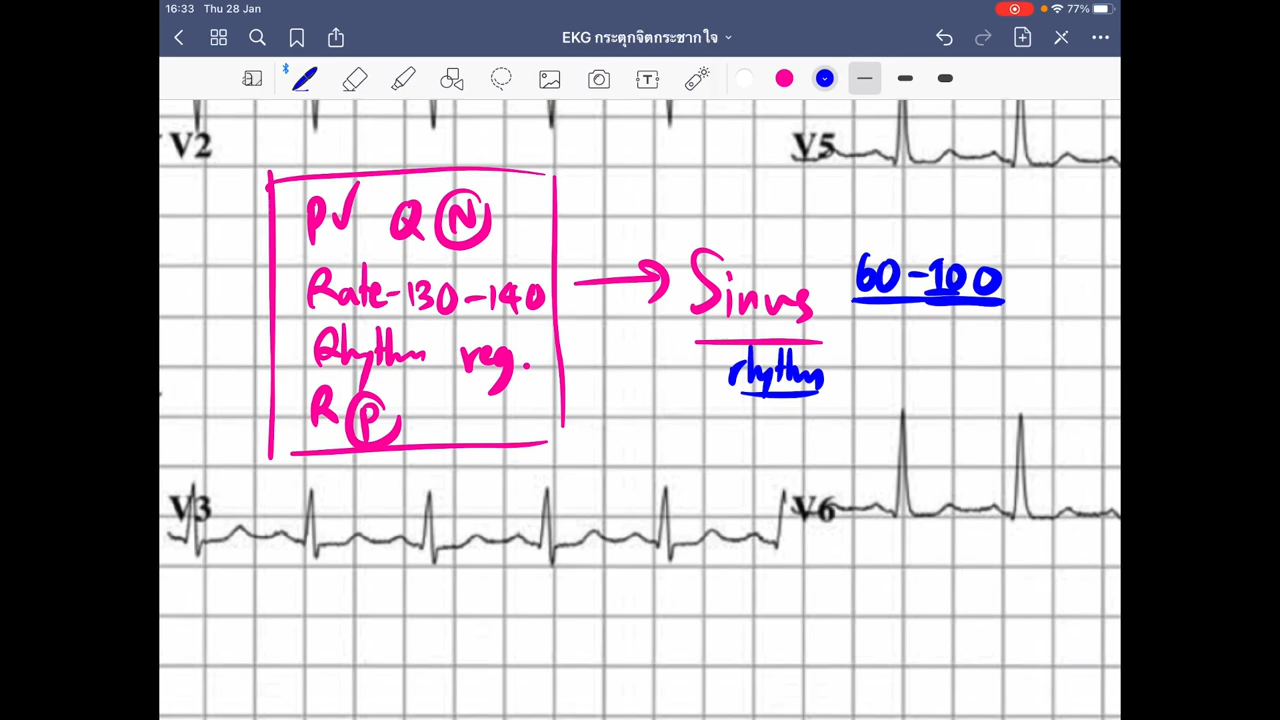 16:33 Thu 28 Jan
77%
EKG กระตุกจิตกระชากใจ
V2
V5
P✓ Q N
Rate-130-140
Rhythm reg.
R P
Sinus
rhythm
60-100
V3
V6